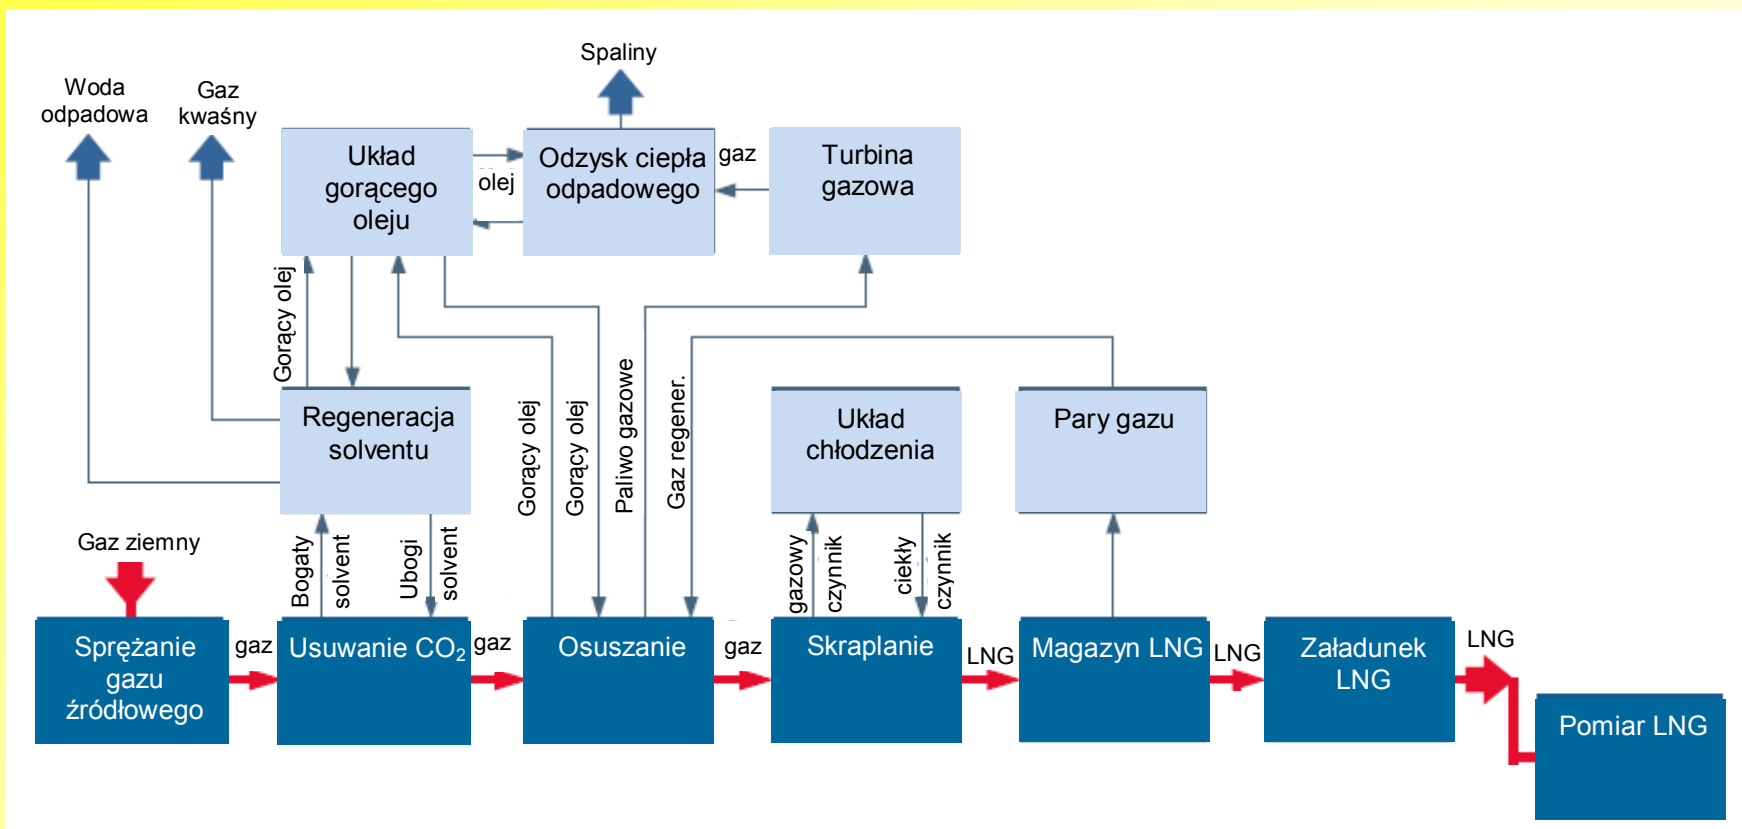 Spaliny
Woda
odpadowa
Gaz
kwaśny
Układ
gorącego
oleju
olej
Odzysk ciepła
odpadowego
gaz
Turbina
gazowa
Gorący olej
Gorący olej
Gorący olej
Paliwo gazowe
Gaz regener.
Regeneracja
solventu
Układ
chłodzenia
Pary gazu
Gaz ziemny
Bogaty
solvent
Ubogi
solvent
gazowy
czynnik
ciekły
czynnik
Sprężanie
gazu
źródłowego
gaz
Usuwanie CO₂
gaz
Osuszanie
gaz
Skraplanie
LNG
Magazyn LNG
LNG
Załadunek
LNG
LNG
Pomiar LNG